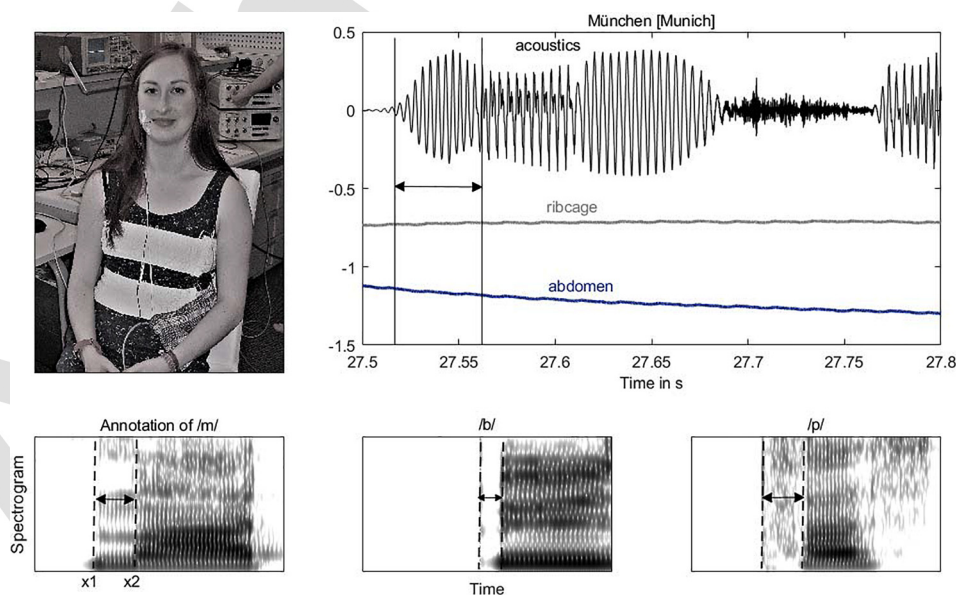 München [Munich]
0.5
acoustics
0
-0.5
ribcage
-1
abdomen
-1.5
27.5 27.55 27.6 27.65 27.7 27.75 27.8
Time in s
Annotation of /m/ /b/ /p/
Spectrogram
x1 x2
Time